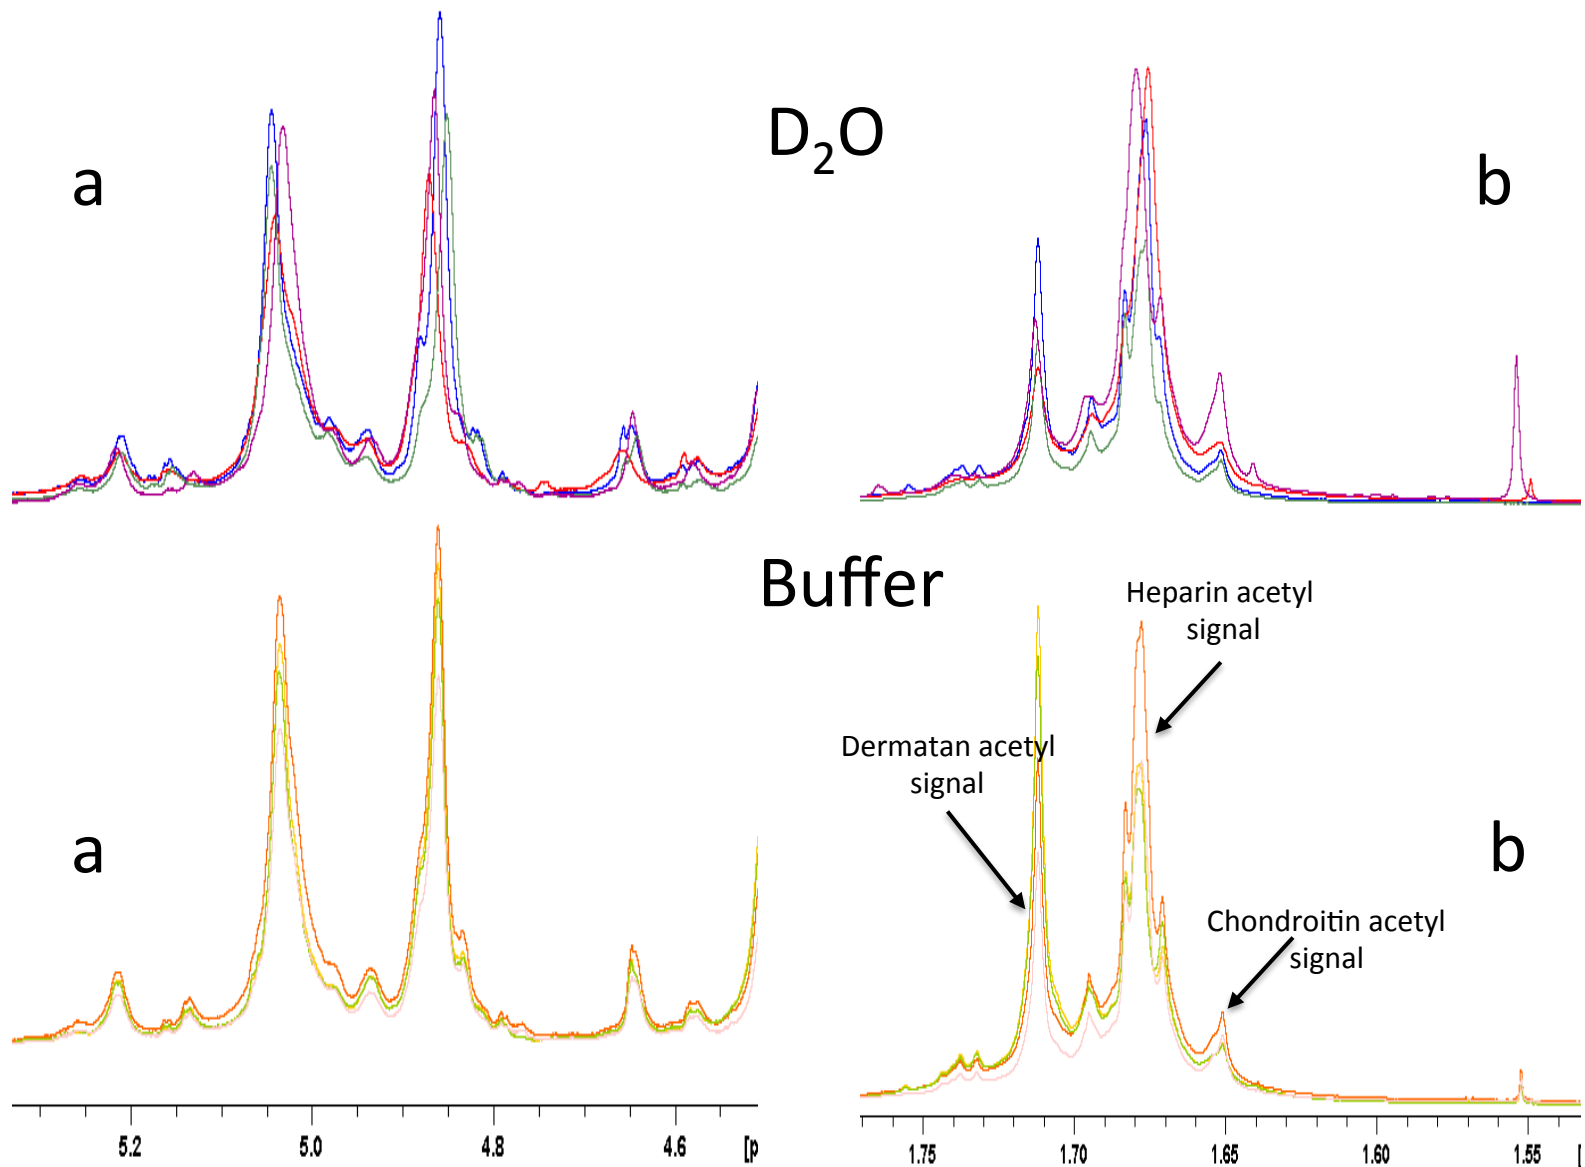 D₂O
a
b
Buffer
Heparin acetyl
signal
Dermatan acetyl
signal
a
b
Chondroitin acetyl
signal
5.2 5.0 4.8 4.6 [p
1.75 1.70 1.65 1.60 1.55 [